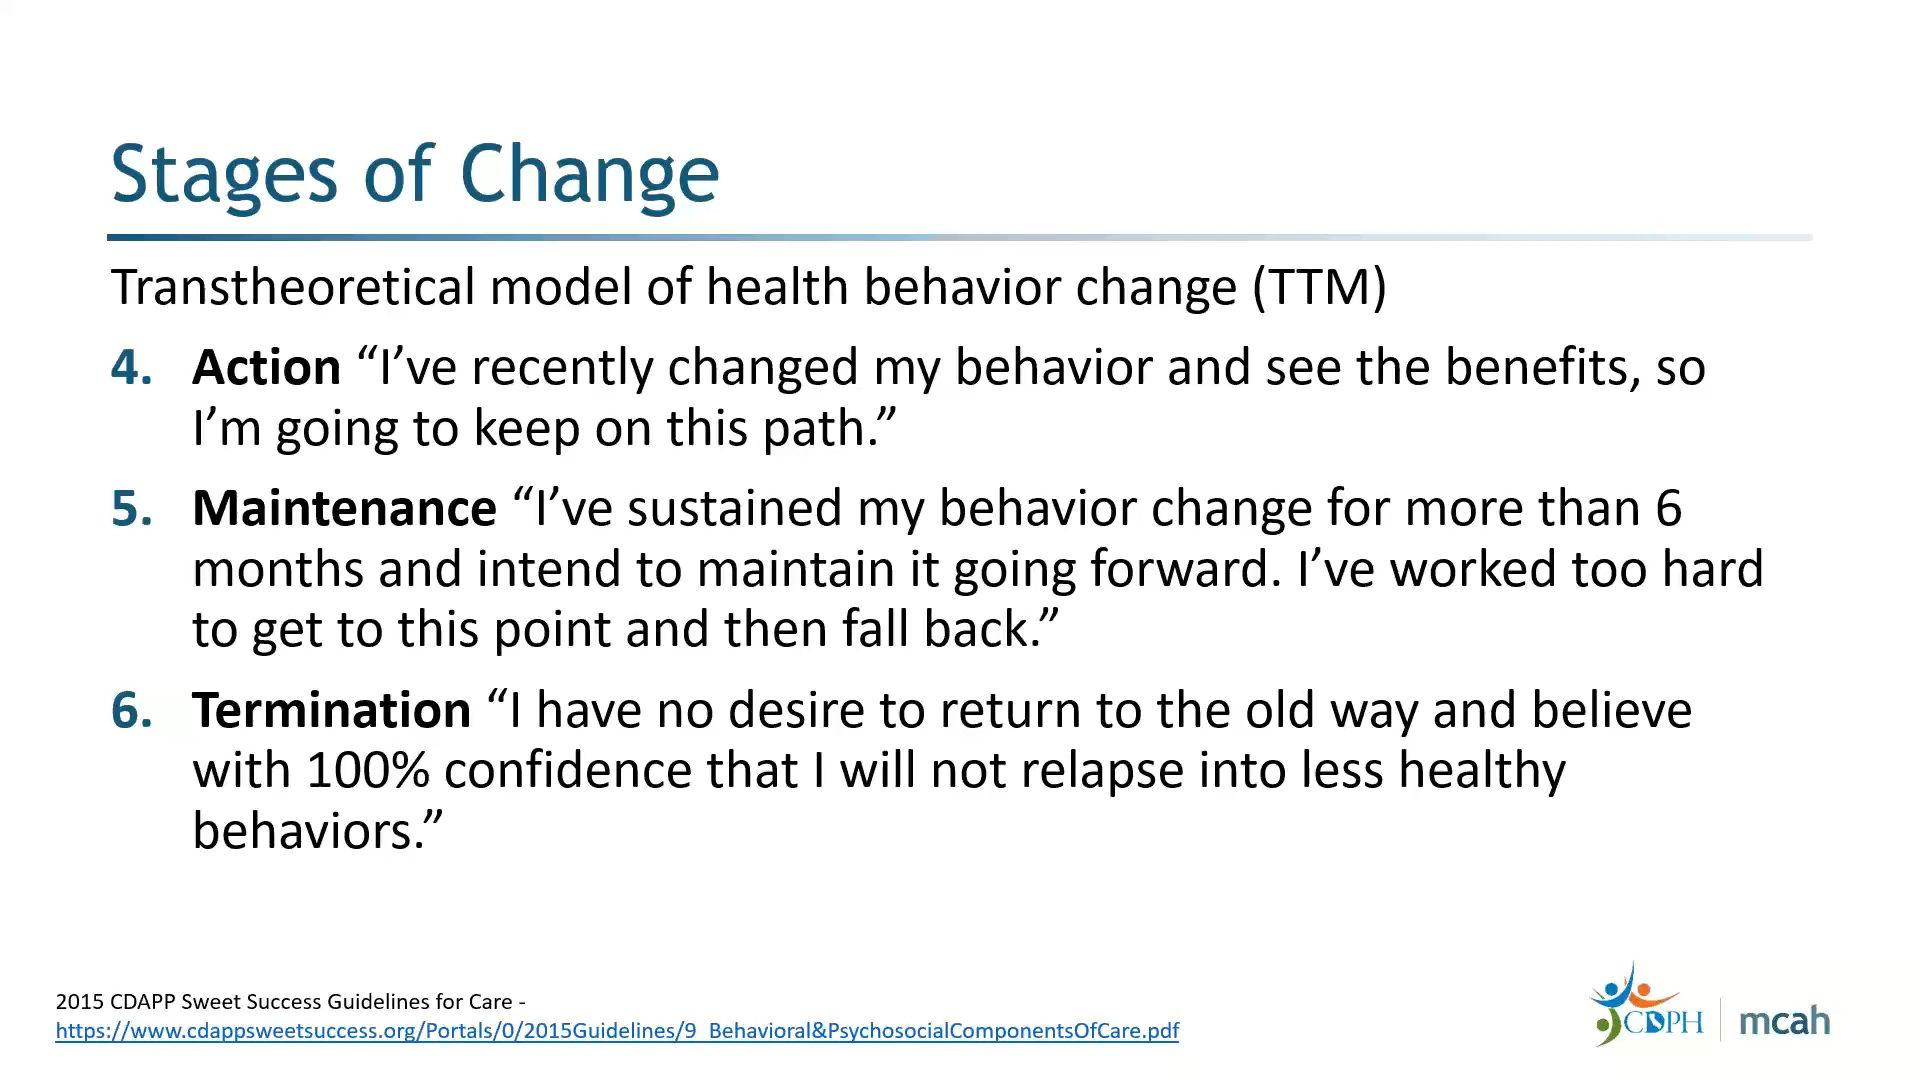 Stages of Change
Transtheoretical model of health behavior change (TTM)
4. Action “I’ve recently changed my behavior and see the benefits, so
I’m going to keep on this path.”
5. Maintenance “I’ve sustained my behavior change for more than 6
months and intend to maintain it going forward. I’ve worked too hard
to get to this point and then fall back.”
6. Termination “I have no desire to return to the old way and believe
with 100% confidence that I will not relapse into less healthy
behaviors.”
2015 CDAPP Sweet Success Guidelines for Care -
https://www.cdappsweetsuccess.org/Portals/0/2015Guidelines/9_Behavioral&PsychosocialComponentsOfCare.pdf
CDPH
mcah